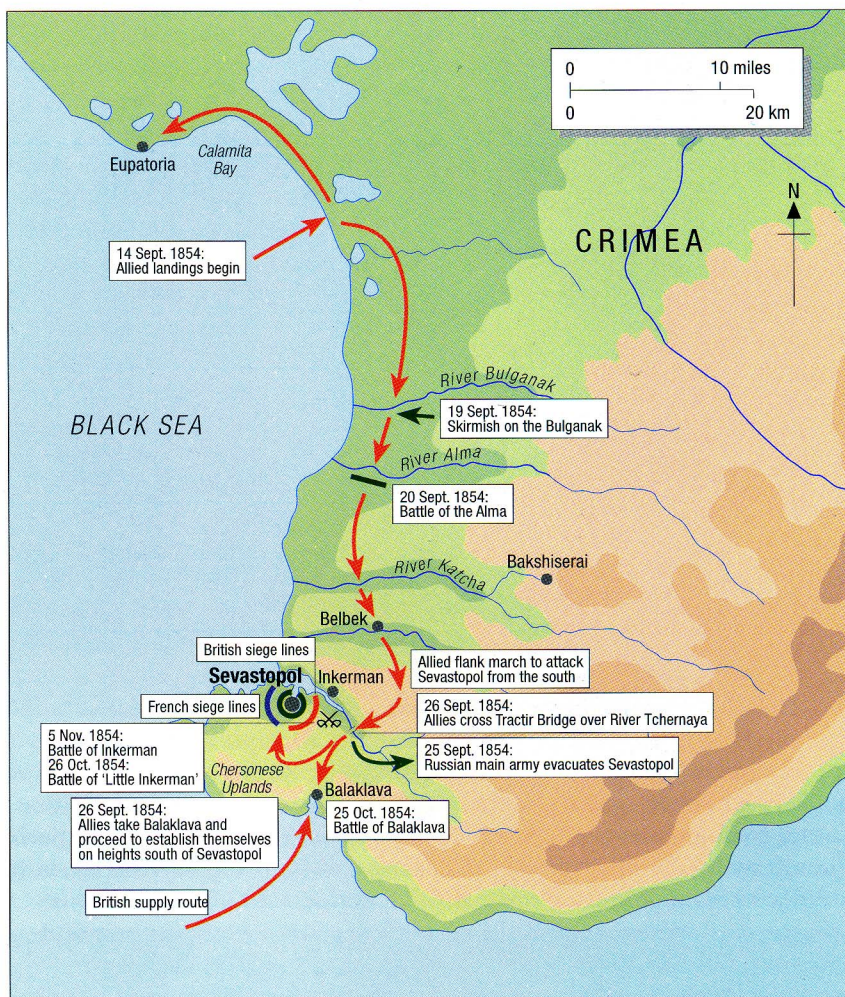 0 10 miles
0 20 km
Eupatoria
Calamita
Bay
N
CRIMEA
14 Sept. 1854:
Allied landings begin
River Bulganak
19 Sept. 1854:
Skirmish on the Bulganak
BLACK SEA
River Alma
20 Sept. 1854:
Battle of the Alma
River Katcha
Bakshiserai
Belbek
British siege lines
Allied flank march to attack
Sevastopol from the south
Sevastopol
Inkerman
French siege lines
26 Sept. 1854:
Allies cross Tractir Bridge over River Tchernaya
5 Nov. 1854:
Battle of Inkerman
26 Oct. 1854:
Battle of ‘Little Inkerman’
25 Sept. 1854:
Russian main army evacuates Sevastopol
Chersonese
Uplands
Balaklava
26 Sept. 1854:
Allies take Balaklava and
proceed to establish themselves
on heights south of Sevastopol
25 Oct. 1854:
Battle of Balaklava
British supply route